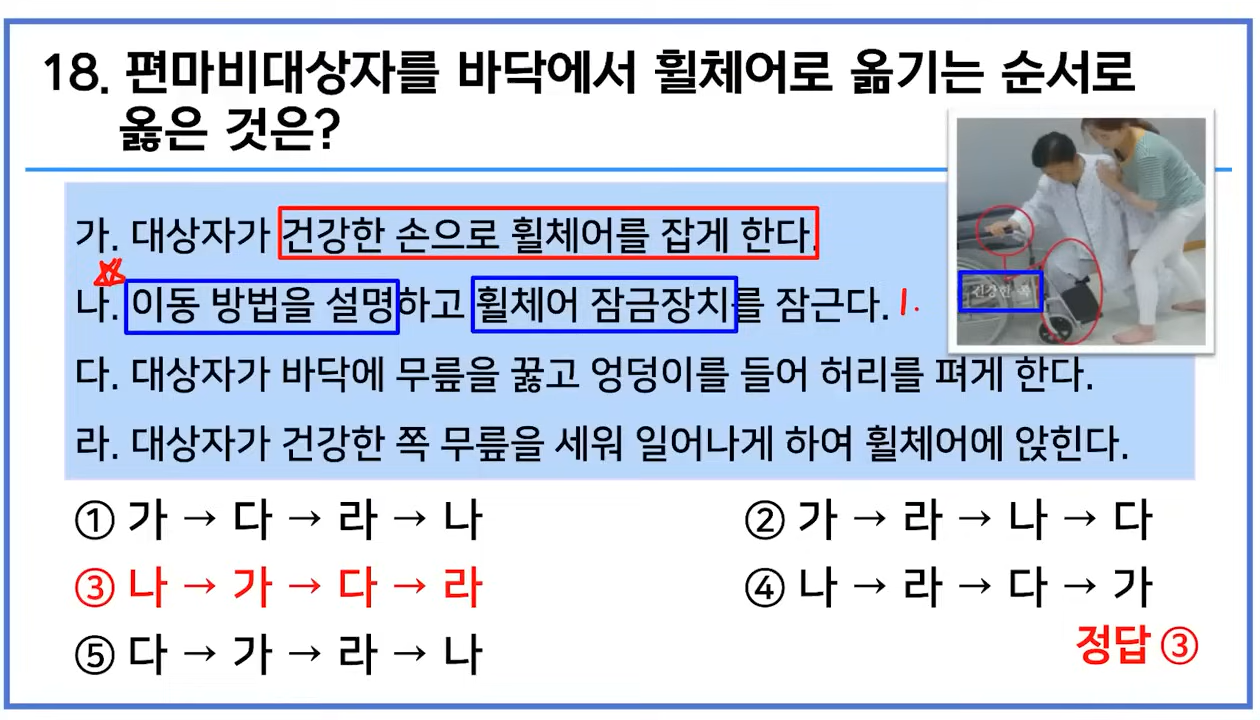 18. 편마비대상자를 바닥에서 휠체어로 옮기는 순서로
옳은 것은?
가. 대상자가 건강한 손으로 휠체어를 잡게 한다.
나. 이동 방법을 설명하고 휠체어 잠금장치를 잠근다. 1.
다. 대상자가 바닥에 무릎을 꿇고 엉덩이를 들어 허리를 펴게 한다.
라. 대상자가 건강한 쪽 무릎을 세워 일어나게 하여 휠체어에 앉힌다.
건강한 쪽
① 가 → 다 → 라 → 나
② 가 → 라 → 나 → 다
③ 나 → 가 → 다 → 라
④ 나 → 라 → 다 → 가
⑤ 다 → 가 → 라 → 나
정답 ③